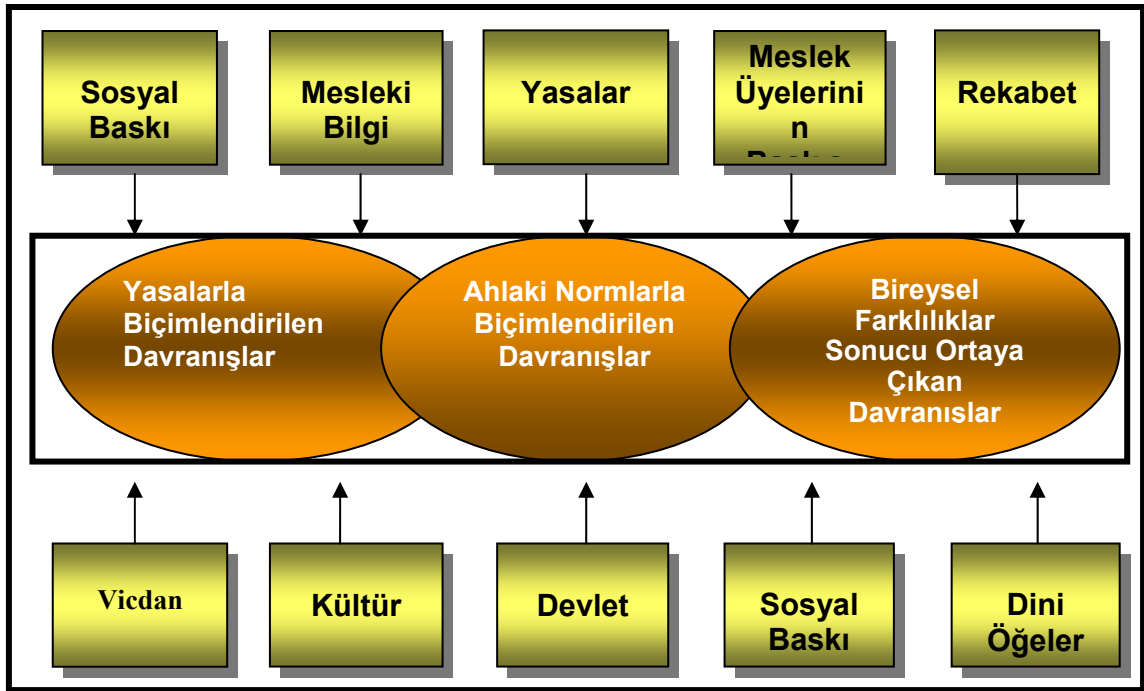 Sosyal
Baskı
Mesleki
Bilgi
Yasalar
Meslek
Üyelerini
n
Rekabet
Yasalarla
Biçimlendirilen
Davranışlar
Ahlaki Normlarla
Biçimlendirilen
Davranışlar
Bireysel
Farklılıklar
Sonucu Ortaya
Çıkan
Davranıslar
Vicdan
Kültür
Devlet
Sosyal
Baskı
Dini
Öğeler